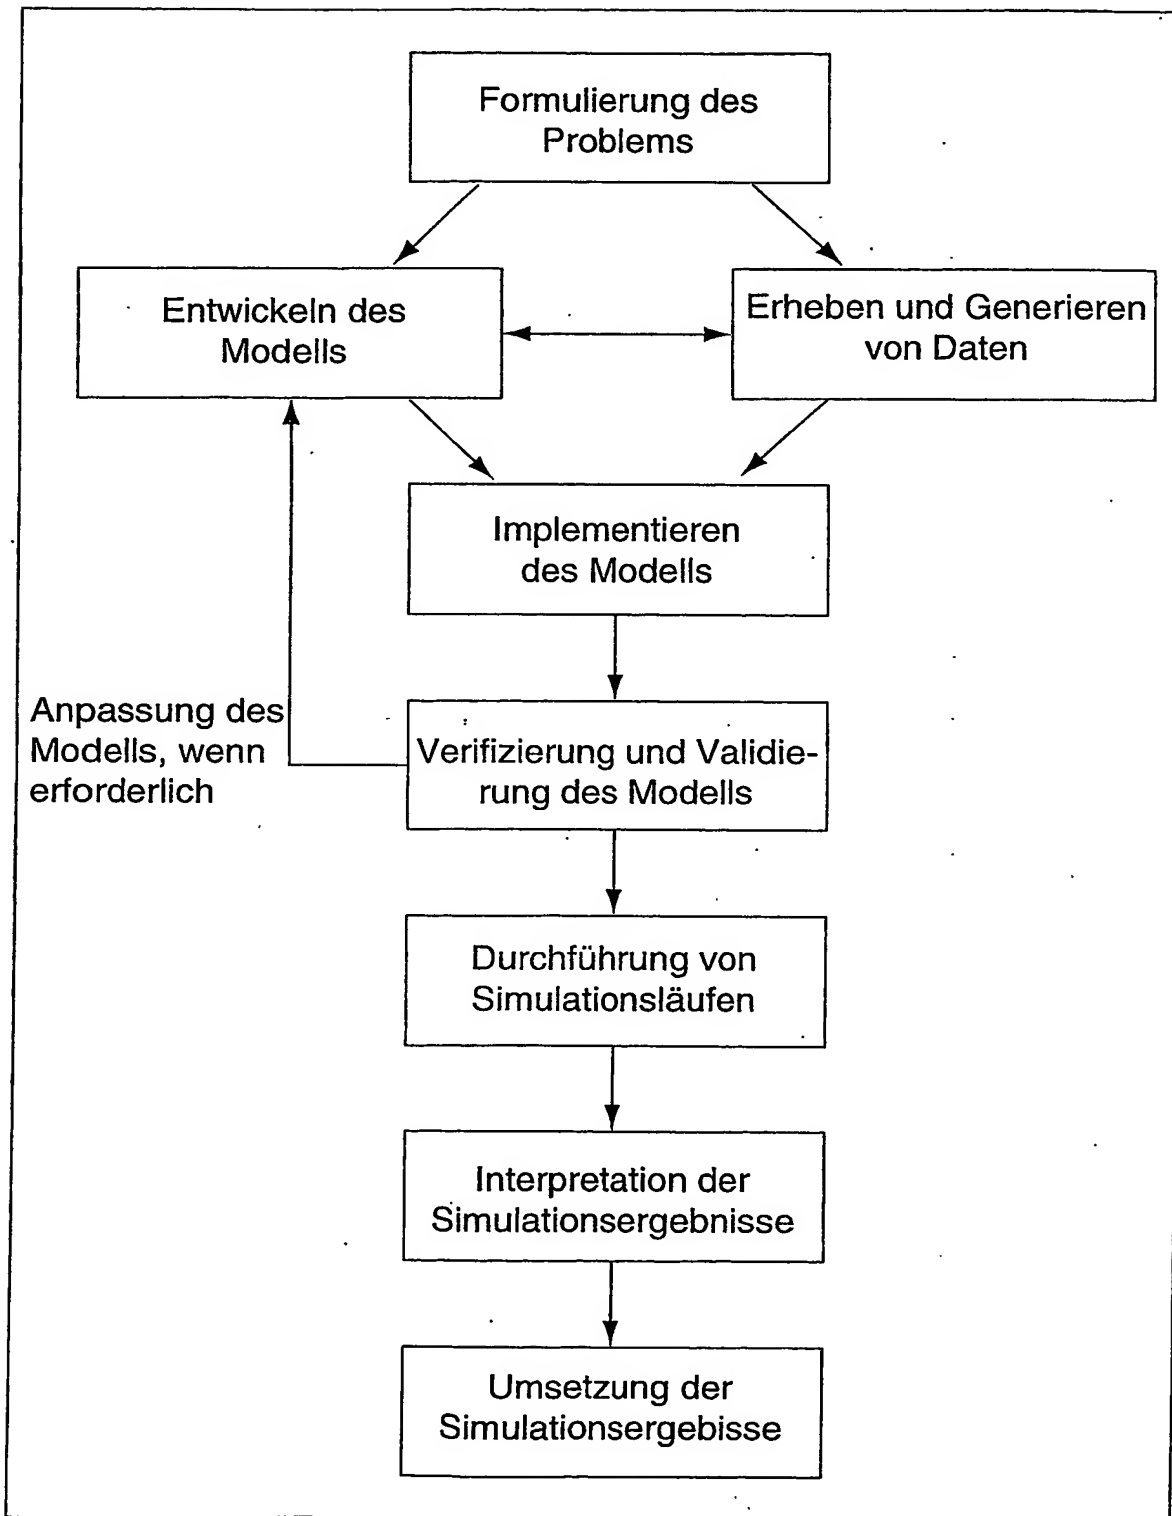 Formulierung des
Problems
Entwickeln des
Modells
Erheben und Generieren
von Daten
Implementieren
des Modells
Anpassung des
Modells, wenn
erforderlich
Verifizierung und Validie-
rung des Modells
Durchführung von
Simulationsläufen
Interpretation der
Simulationsergebnisse
Umsetzung der
Simulationsergebisse